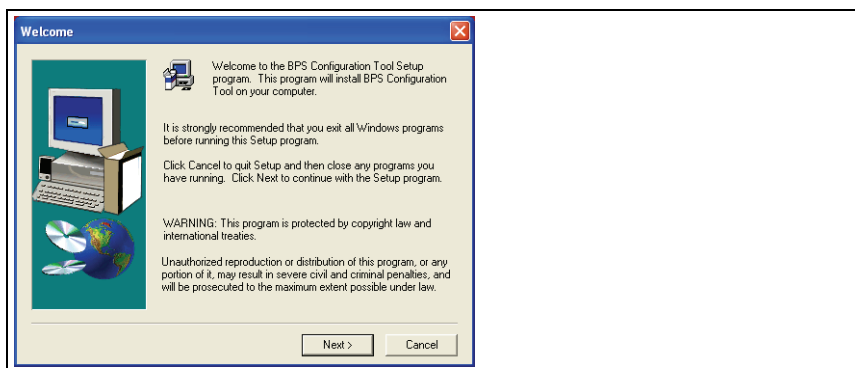 Welcome
Welcome to the BPS Configuration Tool Setup
program. This program will install BPS Configuration
Tool on your computer.
It is strongly recommended that you exit all Windows programs
before running this Setup program.
Click Cancel to quit Setup and then close any programs you
have running. Click Next to continue with the Setup program.
WARNING: This program is protected by copyright law and
international treaties.
Unauthorized reproduction or distribution of this program, or any
portion of it, may result in severe civil and criminal penalties, and
will be prosecuted to the maximum extent possible under law.
Next >
Cancel